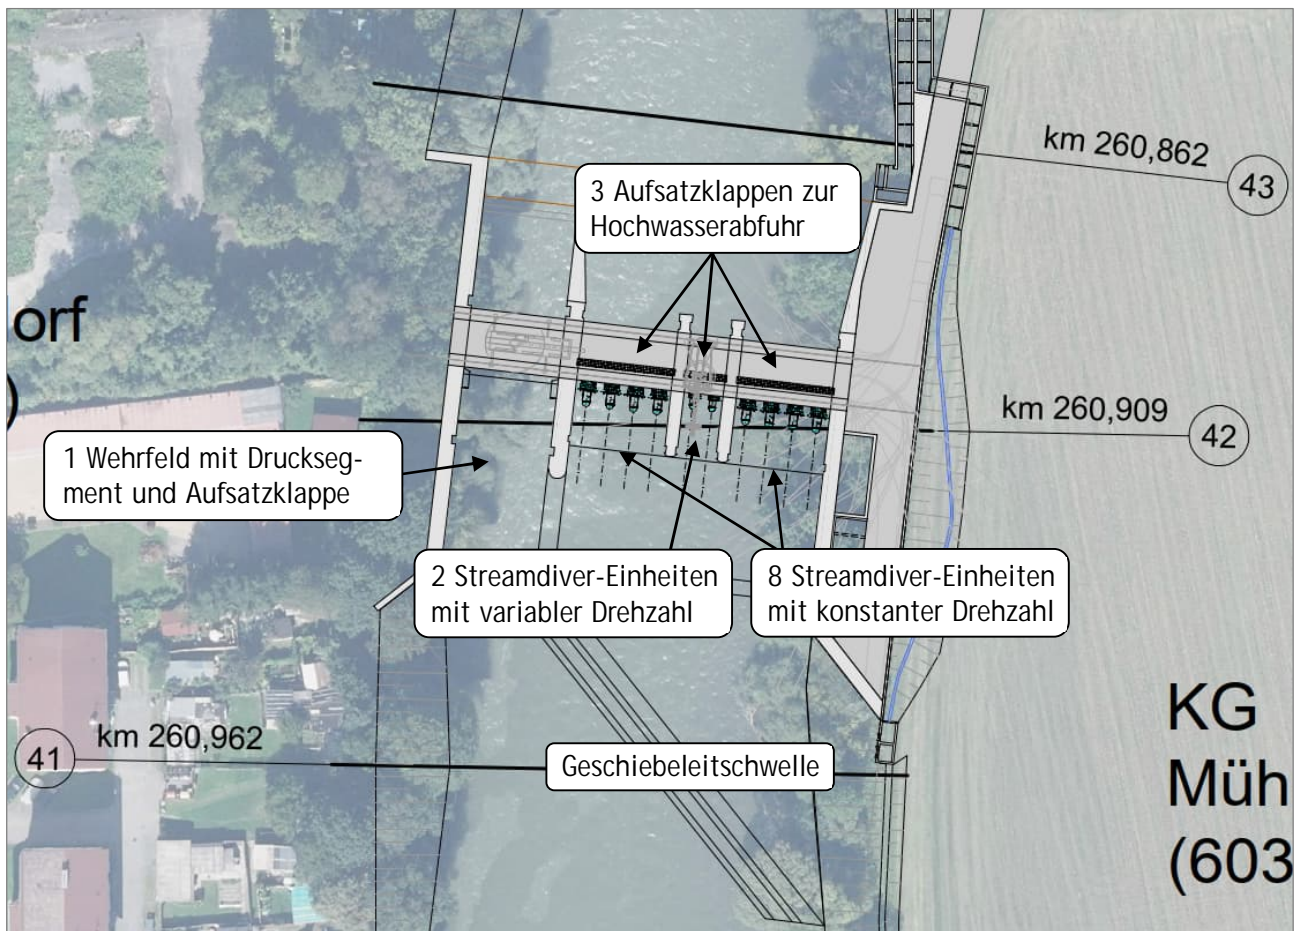 km 260,862
43
3 Aufsatzklappen zur
Hochwasserabfuhr
orf
)
km 260,909
42
1 Wehrfeld mit Druckseg-
ment und Aufsatzklappe
2 Streamdiver-Einheiten
mit variabler Drehzahl
8 Streamdiver-Einheiten
mit konstanter Drehzahl
41
km 260,962
Geschiebeleitschwelle
KG
Müh
(603